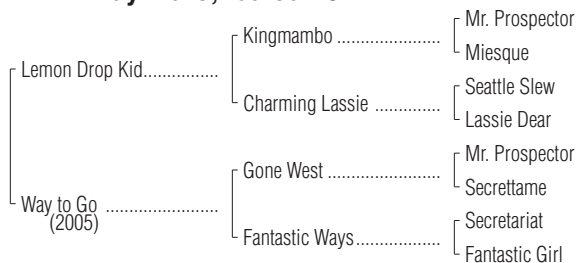 Mr. Prospector
Kingmambo ..................
Miesque
Lemon Drop Kid...............
Seattle Slew
Charming Lassie .............
Lassie Dear
Mr. Prospector
Gone West ...................
Secrettame
Way to Go ......................
(2005)
Secretariat
Fantastic Ways...............
Fantastic Girl